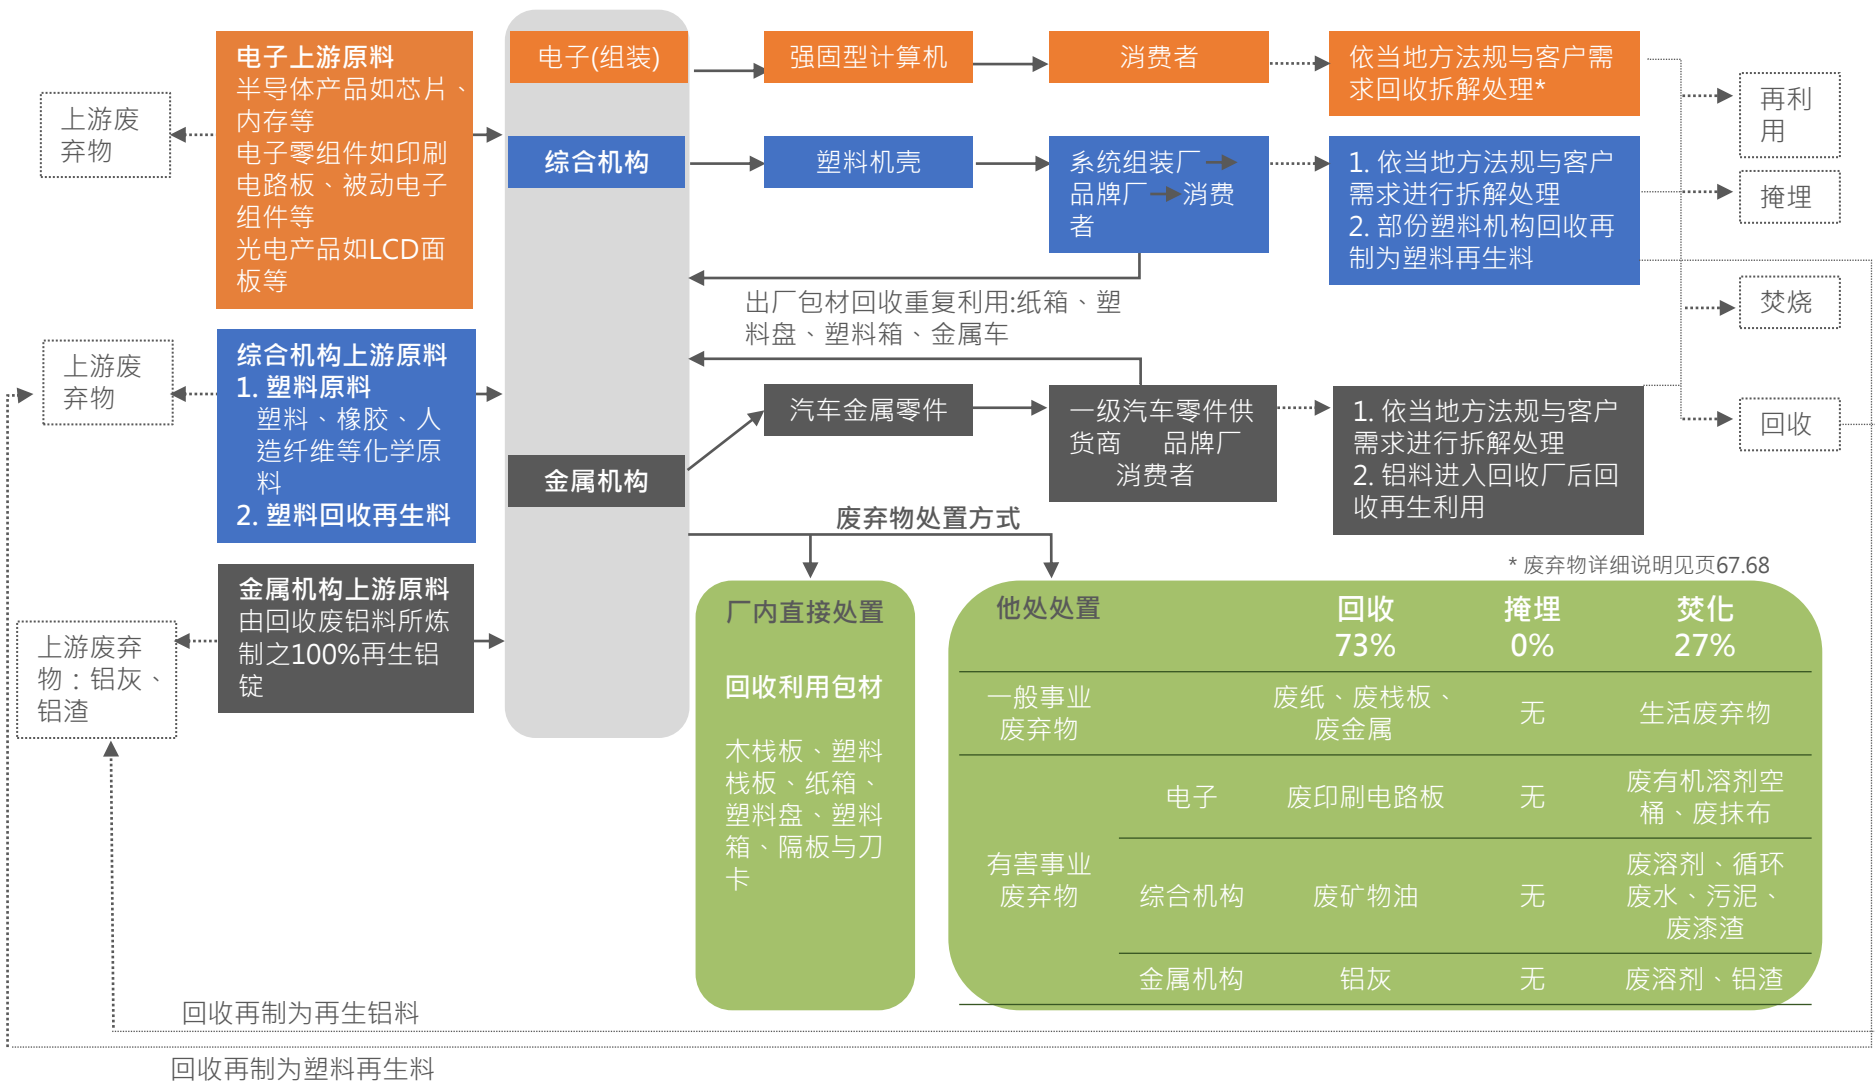 电子上游原料
半导体产品如芯片、
内存等
电子零组件如印刷
电路板、被动电子
组件等
光电产品如LCD面
板等
上游废
弃物
电子(组装)
强固型计算机
消费者
依当地方法规与客户需
求回收拆解处理*
再利
用
综合机构
塑料机壳
系统组装厂
品牌厂
消费
者
1. 依当地方法规与客户
需求进行拆解处理
2. 部份塑料机构回收再
制为塑料再生料
掩埋
出厂包材回收重复利用:纸箱、塑
料盘、塑料箱、金属车
焚烧
上游废
弃物
综合机构上游原料
1. 塑料原料
塑料、橡胶、人
造纤维等化学原
料
2. 塑料回收再生料
金属机构
汽车金属零件
一级汽车零件供
货商 品牌厂
消费者
1. 依当地方法规与客户
需求进行拆解处理
2. 铝料进入回收厂后回
收再生利用
回收
废弃物处置方式
* 废弃物详细说明见页67.68
金属机构上游原料
由回收废铝料所炼
制之100%再生铝
锭
上游废弃
物：铝灰、
铝渣
厂内直接处置
回收利用包材
木栈板、塑料
栈板、纸箱、
塑料盘、塑料
箱、隔板与刀
卡
他处处置
回收
73%
掩埋
0%
焚化
27%
一般事业
废弃物
废纸、废栈板、
废金属
无
生活废弃物
有害事业
废弃物
电子
废印刷电路板
无
废有机溶剂空
桶、废抹布
综合机构
废矿物油
无
废溶剂、循环
废水、污泥、
废漆渣
金属机构
铝灰
无
废溶剂、铝渣
回收再制为再生铝料
回收再制为塑料再生料